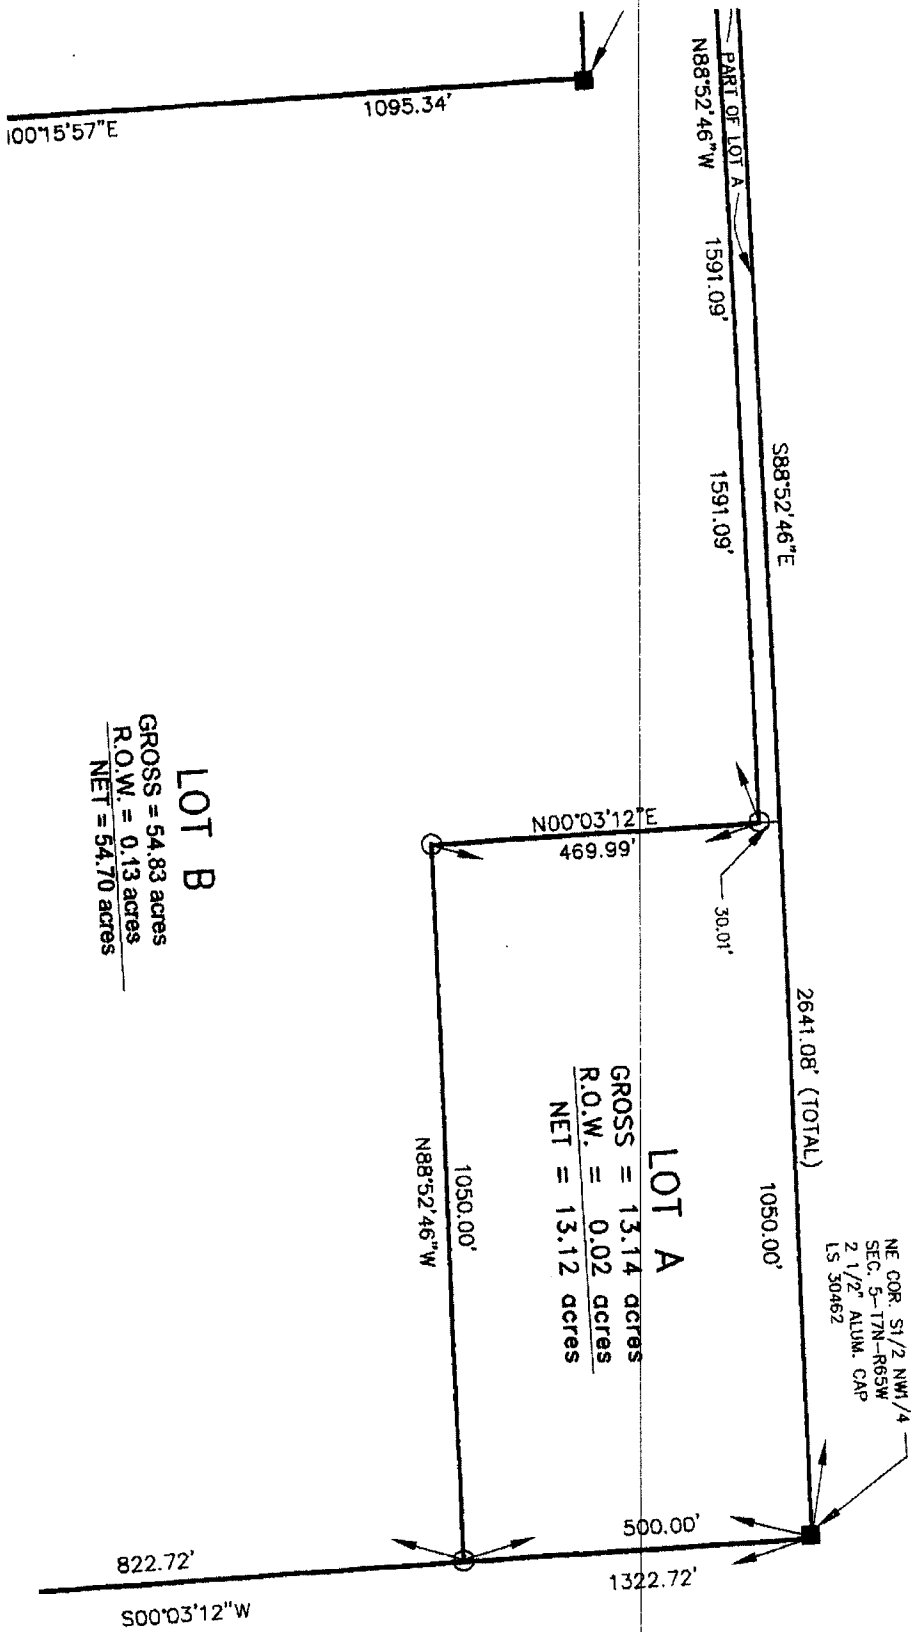 1095.34'
00°15'57"E
PART OF LOT A
N88°52'46"W
1591.09'
1591.09'
S88°52'46"E
N00°03'12"E
469.99'
30.01'
2641.08' (TOTAL)
1050.00'
LOT B
GROSS = 54.83 acres
R.O.W. = 0.13 acres
NET = 54.70 acres
LOT A
GROSS = 13.14 acres
R.O.W. = 0.02 acres
NET = 13.12 acres
1050.00'
N88°52'46"W
NE COR. S1/2 NW1/4
SEC. 5-T7N-R65W
2 1/2" ALUM. CAP
LS 30462
500.00'
1322.72'
822.72'
S00°03'12"W